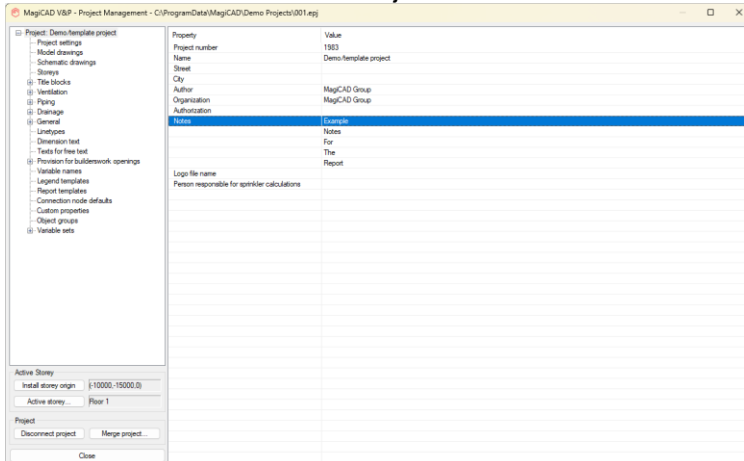 MagiCAD V&P - Project Management - C:\ProgramData\MagiCAD\Demo Projects\001.epj
Project: Demo-template project
Project settings
Model drawings
Schematic drawings
Storeys
Title blocks
Ventilation
Piping
Drainage
General
Linetypes
Dimension text
Texts for free text
Provision for builderswork openings
Variable names
Legend templates
Report templates
Connection node defaults
Custom properties
Object groups
Variable sets
Property Value
Project number 1983
Name Demo-template project
Street
City
Author MagiCAD Group
Organization MagiCAD Group
Authorization
Notes Example
Notes
For
The
Report
Logo file name
Person responsible for sprinkler calculations
Active Storey
Install storey origin (-10000,-15000,0)
Active storey... Floor 1
Project
Disconnect project Merge project...
Close